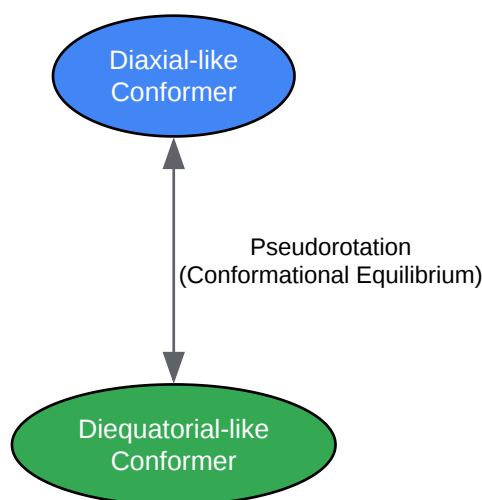 Diaxial-like
Conformer
Pseudorotation
(Conformational Equilibrium)
Diequatorial-like
Conformer